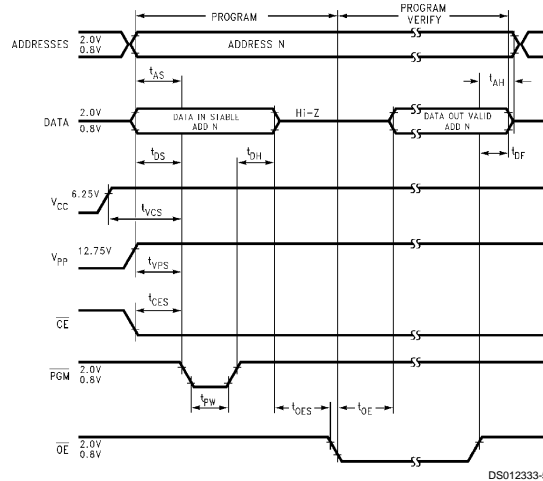 PROGRAM
PROGRAM
VERIFY
ADDRESSES 2.0V
0.8V
ADDRESS N
tAS
tAH
DATA 2.0V
0.8V
DATA IN STABLE
ADD N
Hi-Z
DATA OUT VALID
ADD N
tDS
tDH
tDF
VCC 6.25V
tVCS
VPP 12.75V
tVPS
CE
tCES
PGM 2.0V
0.8V
tPW
tOES
tOE
OE 2.0V
0.8V